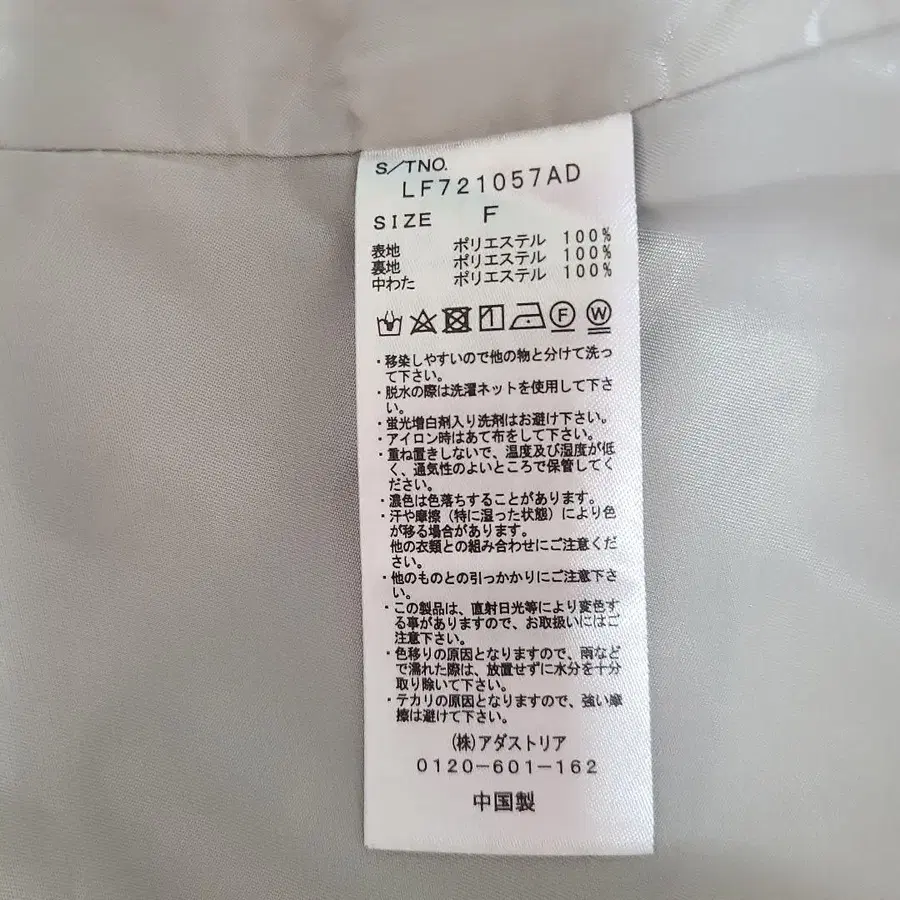 S/TNO.
LF721057AD
SIZE F
表地 ポリエステル 100%
裏地 ポリエステル 100%
中わた ポリエステル 100%
F W
・移染しやすいので他の物と分けて洗っ
て下さい。
・脱水の際は洗濯ネットを使用して下さ
い。
・蛍光増白剤入り洗剤はお避け下さい。
・アイロン時はあて布をして下さい。
・重ね置きしないで、温度及び湿度が低
く、通気性のよいところで保管してく
ださい。
・濃色は色落ちすることがあります。
・汗や摩擦（特に湿った状態）により色
が移る場合があります。
他の衣類との組み合わせにご注意くだ
さい。
・他のものとの引っかかりにご注意下さ
い。
・この製品は、直射日光等により変色す
る事がありますので、お取扱いにはご
注意下さい。
・色移りの原因となりますので、雨など
で濡れた際は、放置せずに水分を十分
取り除いて下さい。
・テカリの原因となりますので、強い摩
擦は避けて下さい。
(株)アダストリア
0120-601-162
中国製